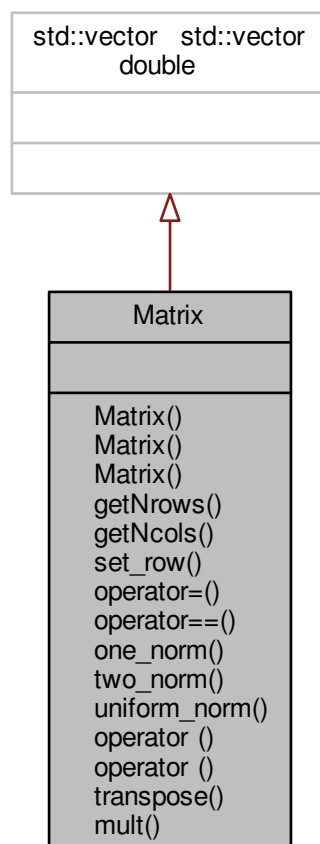 std::vector std::vector
double
Matrix
Matrix()
Matrix()
Matrix()
getNrows()
getNcols()
set_row()
operator=()
operator==()
one_norm()
two_norm()
uniform_norm()
operator ()
operator ()
transpose()
mult()